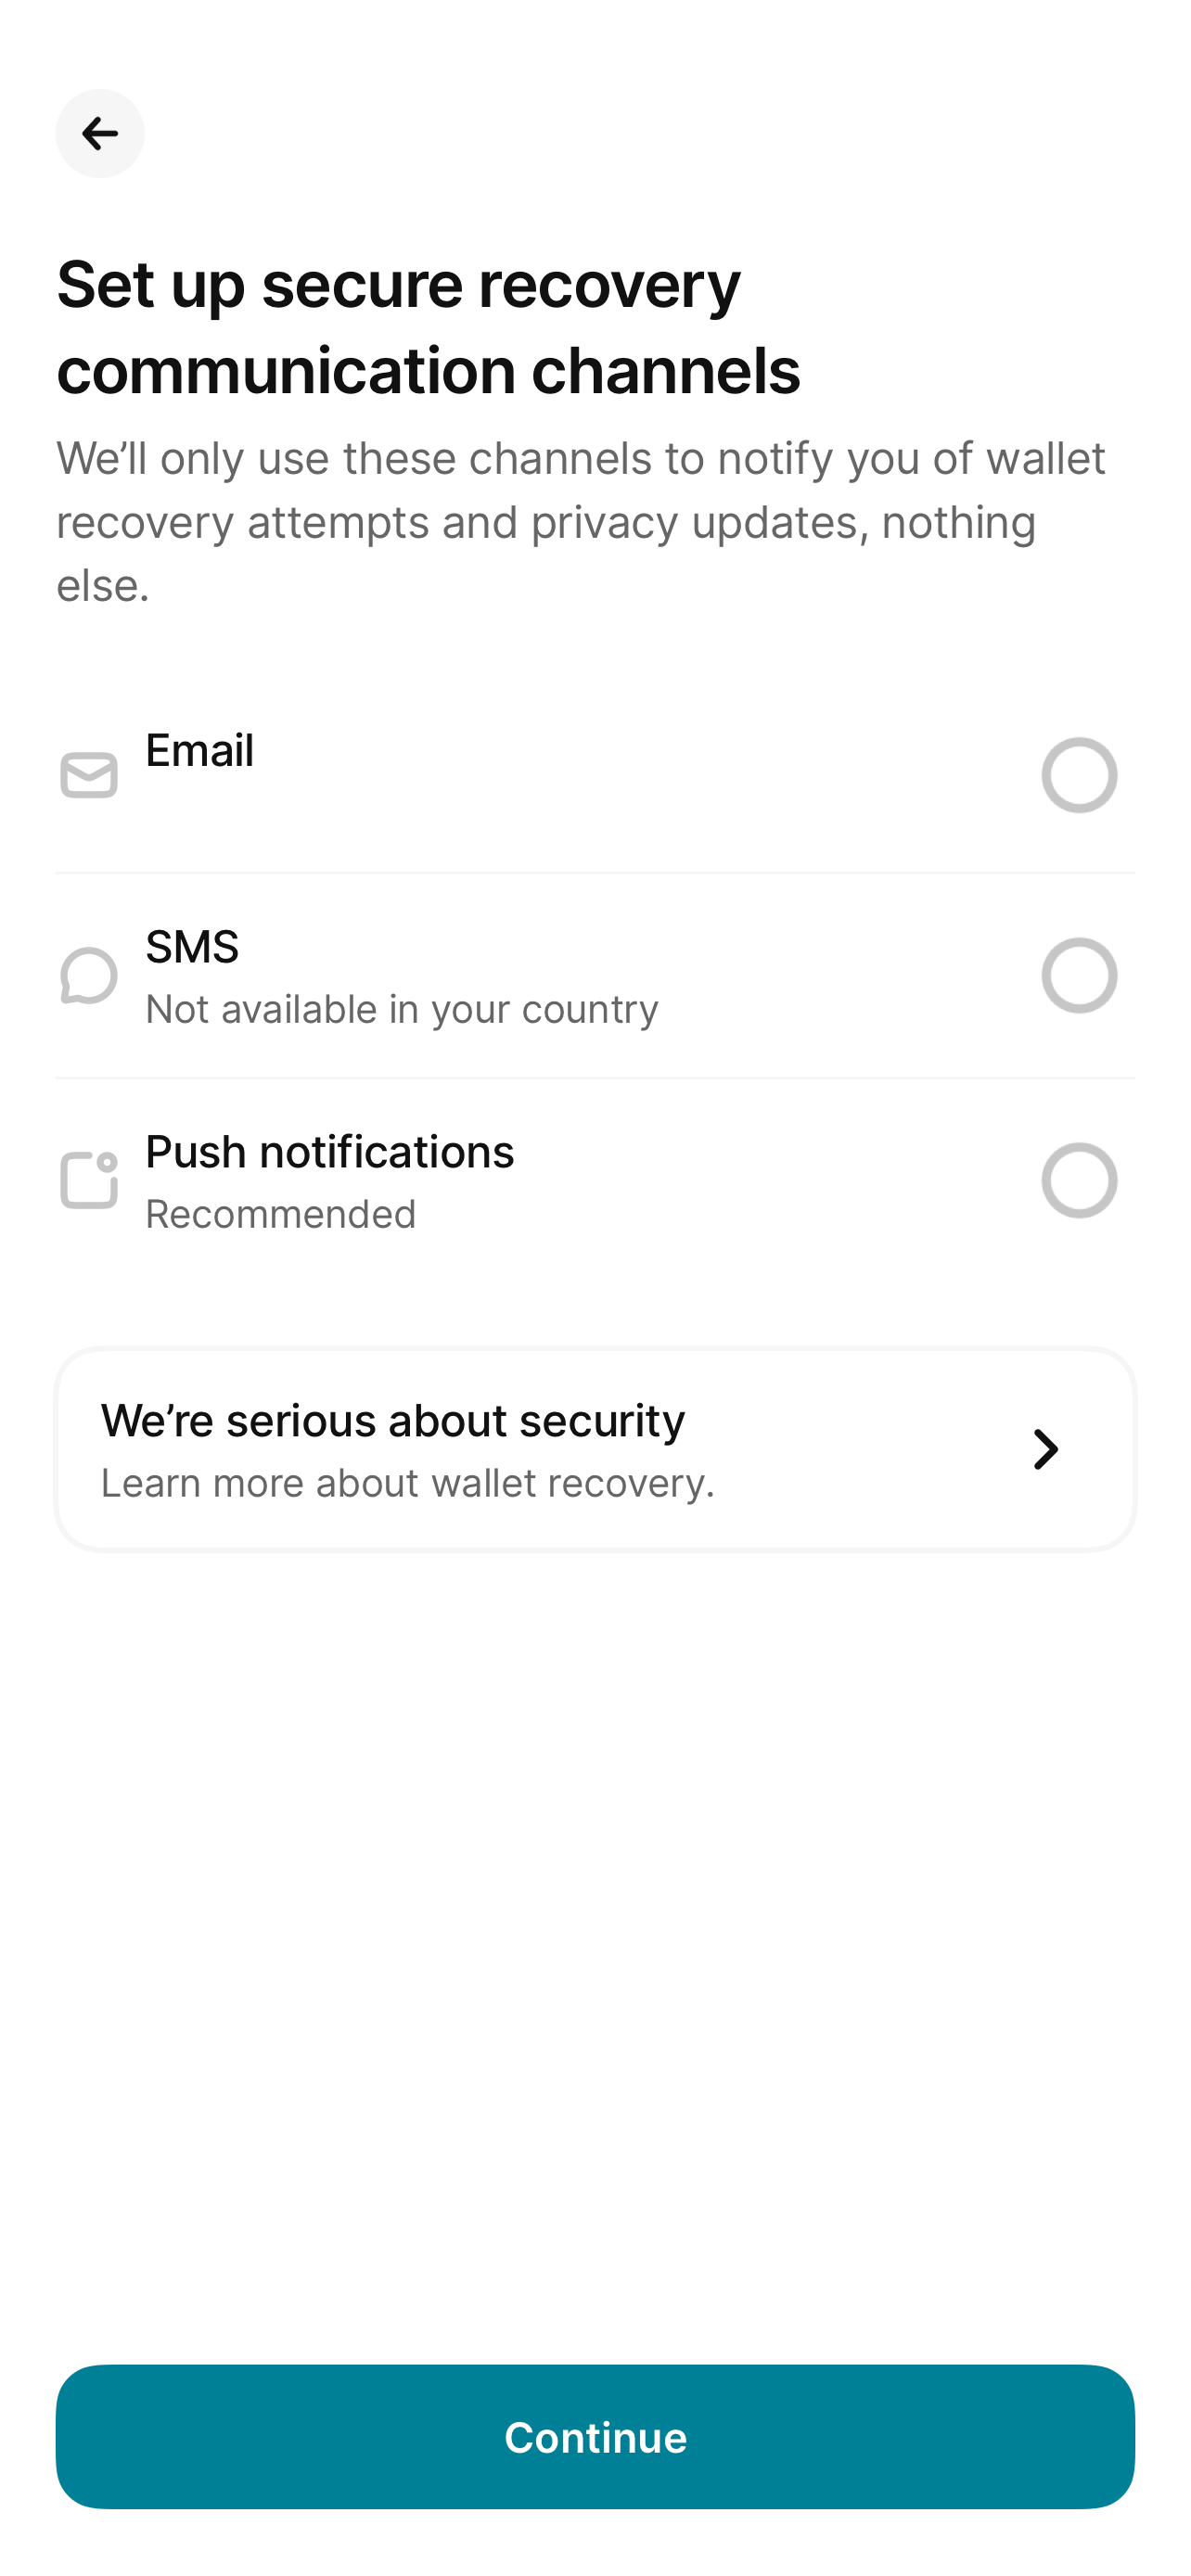 Set up secure recovery
communication channels
We’ll only use these channels to notify you of wallet
recovery attempts and privacy updates, nothing
else.
Email
SMS
Not available in your country
Push notifications
Recommended
We’re serious about security
Learn more about wallet recovery.
Continue